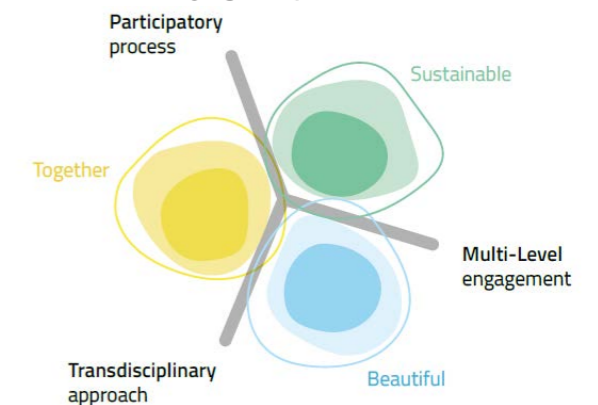 Participatory
process
Sustainable
Together
Multi-Level
engagement
Transdisciplinary
approach
Beautiful